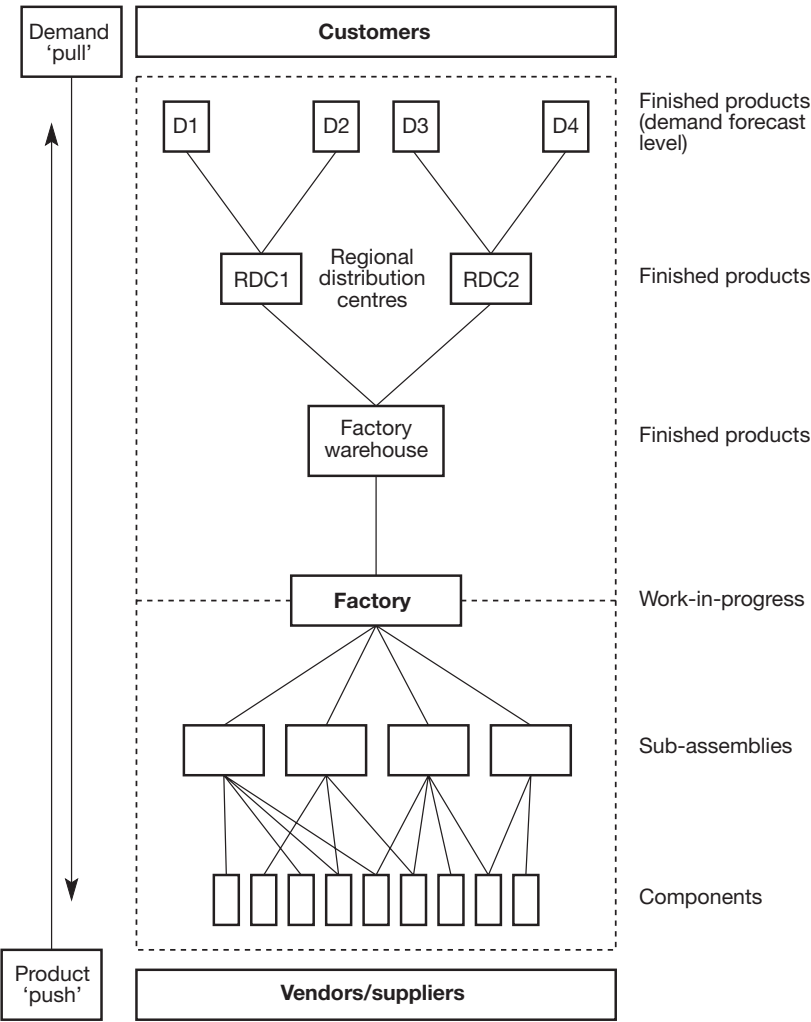 Demand
‘pull’
Customers
D1
D2
D3
D4
Finished products
(demand forecast
level)
RDC1
Regional
distribution
centres
RDC2
Finished products
Factory
warehouse
Finished products
Factory
Work-in-progress
Sub-assemblies
Components
Product
‘push’
Vendors/suppliers